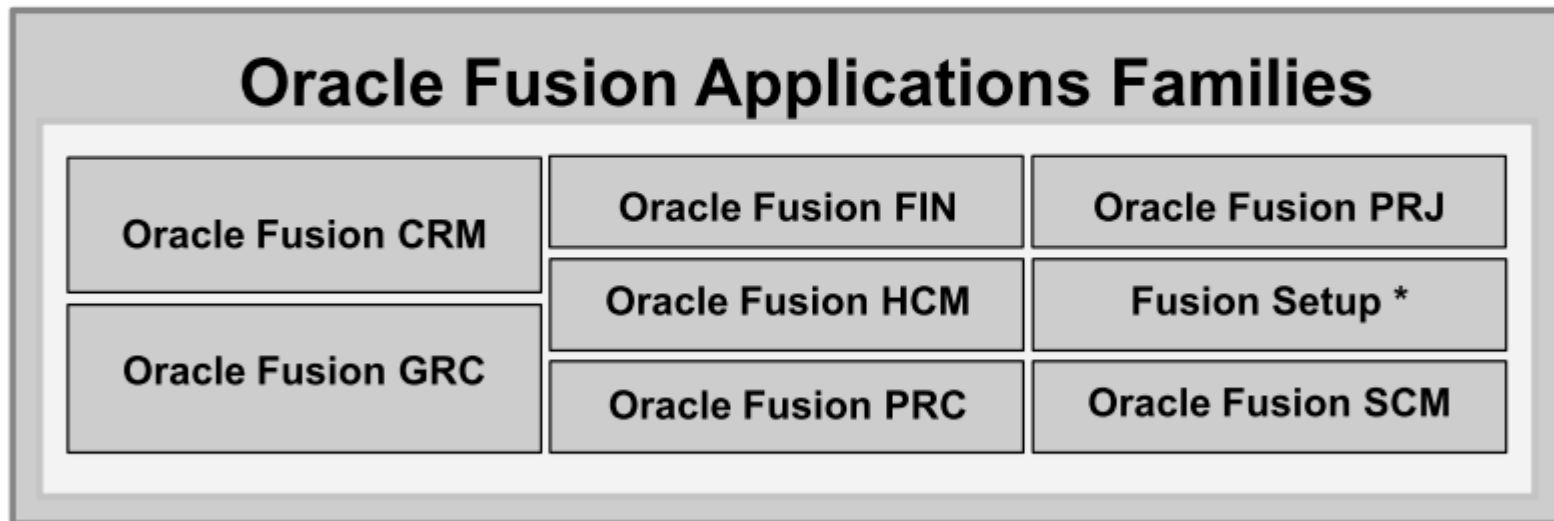 Oracle Fusion Applications Families
Oracle Fusion CRM
Oracle Fusion GRC
Oracle Fusion FIN
Oracle Fusion HCM
Oracle Fusion PRC
Oracle Fusion PRJ
Fusion Setup *
Oracle Fusion SCM